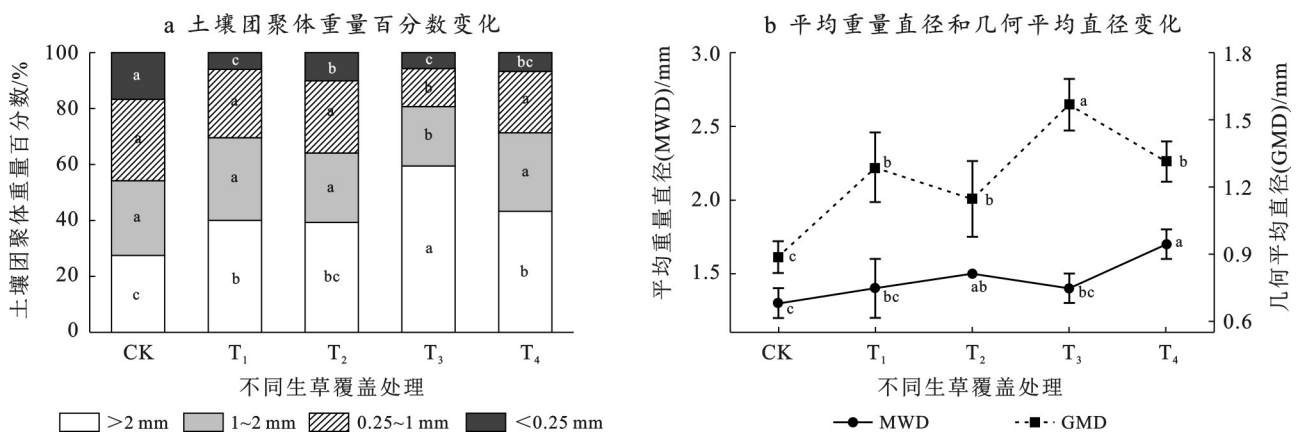 a 土壤团聚体重量百分数变化
土壤团聚体重量百分数/%
100
80
60
40
20
0
a
a
a
c
c
a
a
b
b
a
a
bc
c
b
b
a
bc
a
a
b
CK T₁ T₂ T₃ T₄
不同生草覆盖处理
>2 mm 1~2 mm 0.25~1 mm <0.25 mm
b 平均重量直径和几何平均直径变化
平均重量直径(MWD)/mm
3.0
2.5
2.0
1.5
几何平均直径(GMD)/mm
1.8
1.5
1.2
0.9
0.6
c
b
b
a
b
c
bc
ab
bc
a
CK T₁ T₂ T₃ T₄
不同生草覆盖处理
MWD GMD